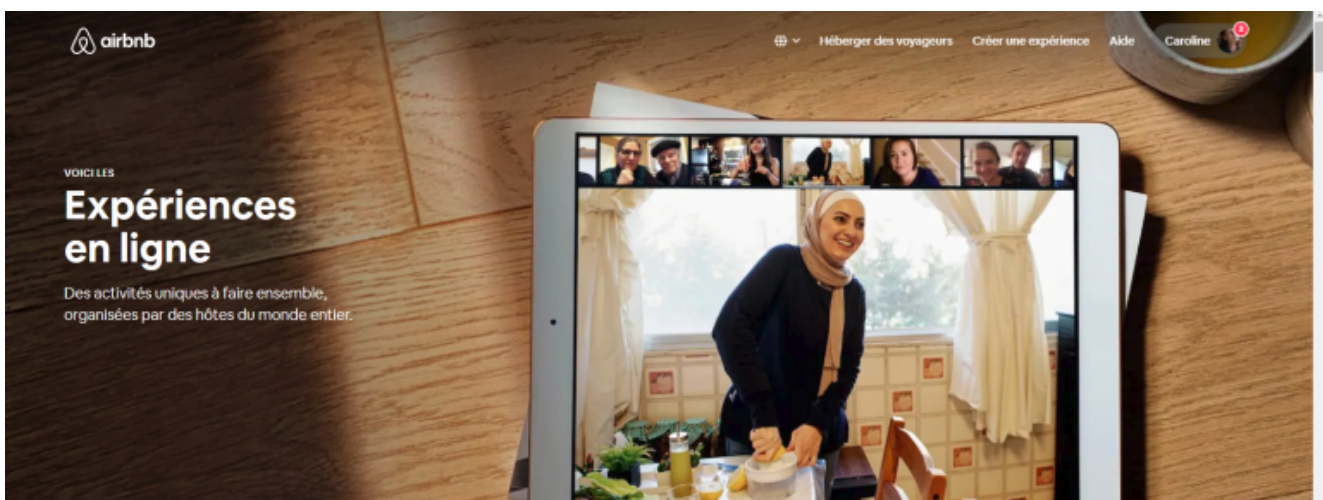 airbnb
Héberger des voyageurs Créer une expérience Aide Caroline 2
VOICI LES
Expériences
en ligne
Des activités uniques à faire ensemble,
organisées par des hôtes du monde entier.